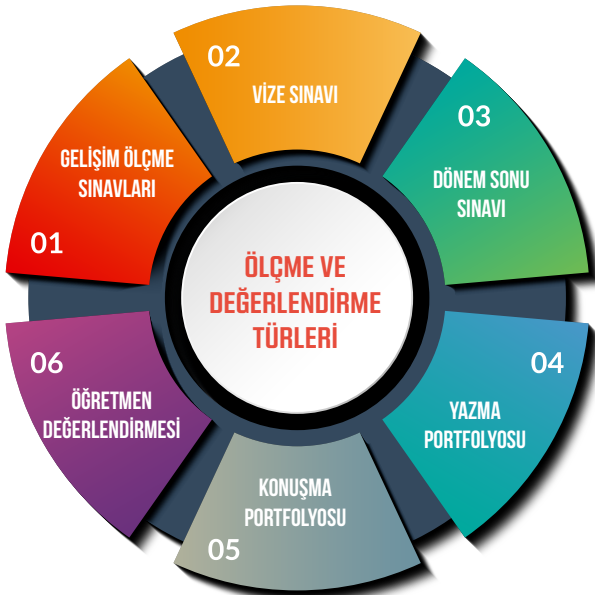 ÖLÇME VE
DEĞERLENDİRME
TÜRLERİ
01
GELİŞİM ÖLÇME
SINAVLARI
02
VİZE SINAVI
03
DÖNEM SONU
SINAVI
04
YAZMA
PORTFOLYOSU
05
KONUŞMA
PORTFOLYOSU
06
ÖĞRETMEN
DEĞERLENDİRMESİ